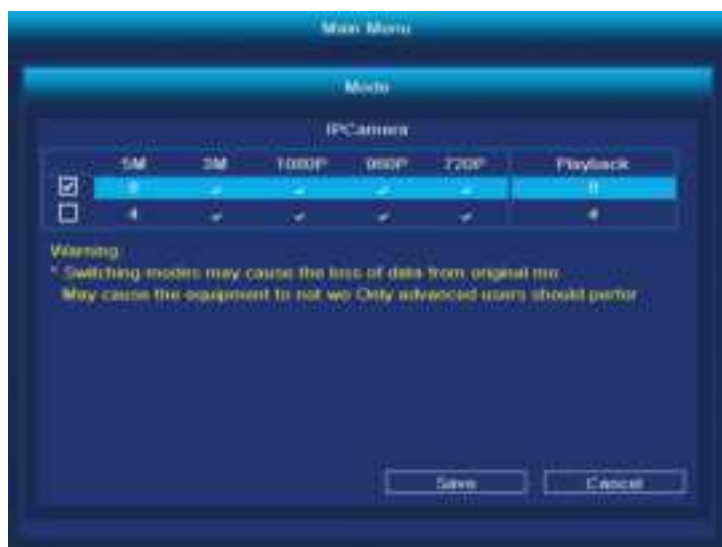 Main Menu
Mode
IPCamera
5M 3M 1080P 960P 720P Playback
8 ✓ ✓ ✓ ✓ 8
4 ✓ ✓ ✓ ✓ 4
Warning:
* Switching modes may cause the loss of data from original mo
May cause the equipment to not wo Only advanced users should perfor
Save Cancel